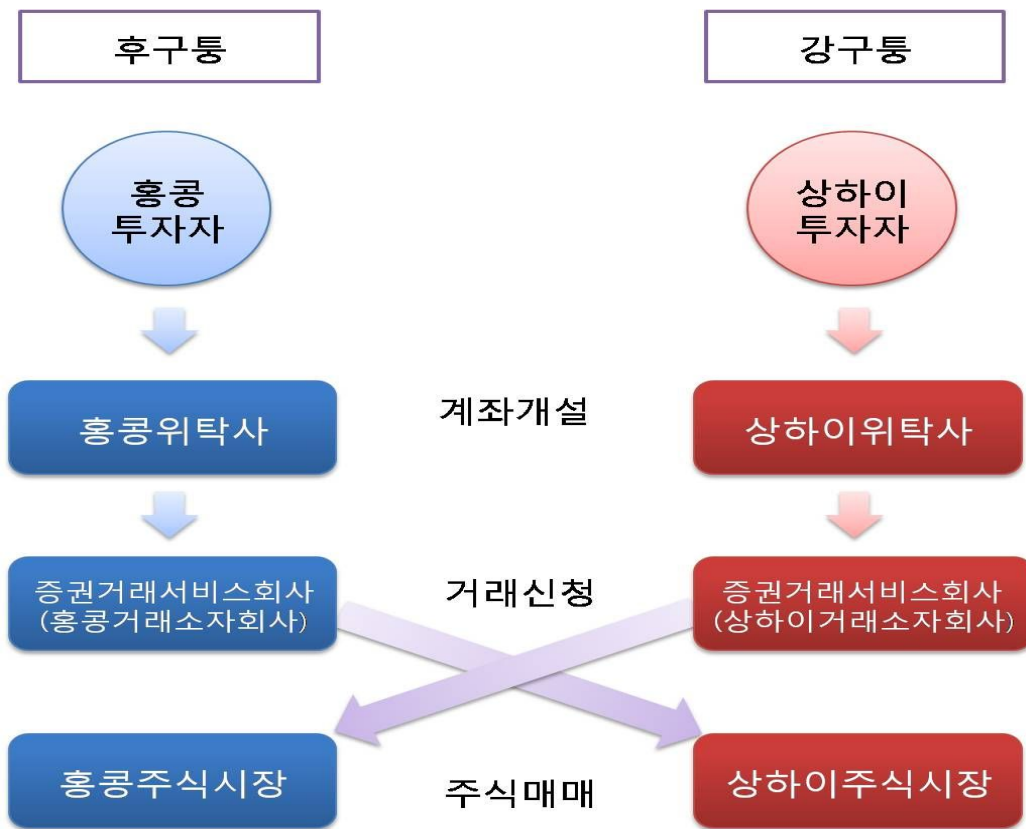 후구퉁
강구퉁
홍콩
투자자
상하이
투자자
홍콩위탁사
계좌개설
상하이위탁사
증권거래서비스회사
(홍콩거래소자회사)
거래신청
증권거래서비스회사
(상하이거래소자회사)
홍콩주식시장
주식매매
상하이주식시장